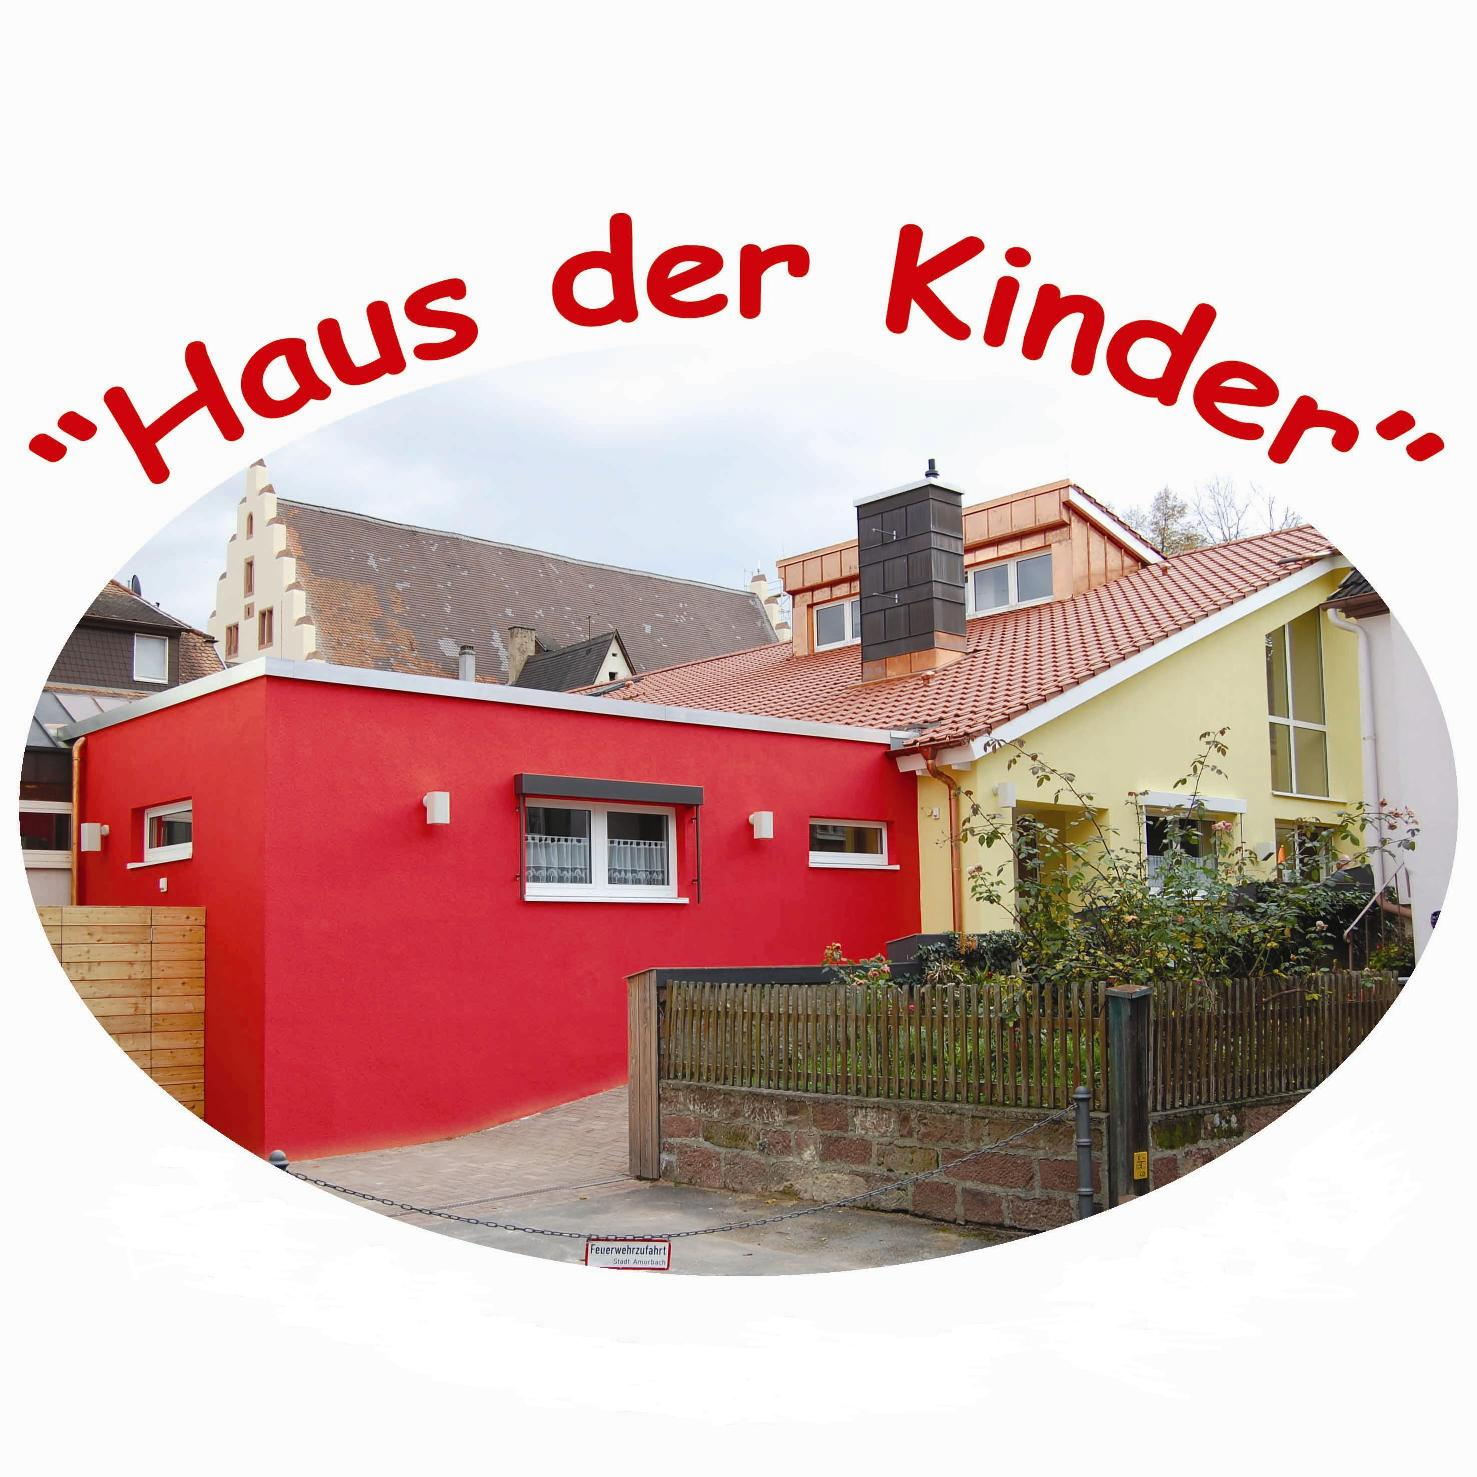 "Haus der Kinder"
Feuerwehrzufahrt
Stadt Amorbach